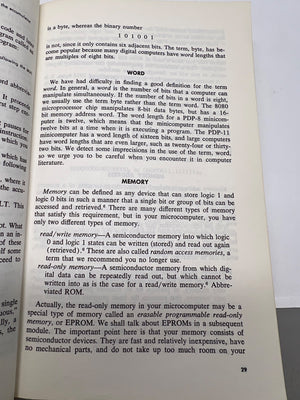 is a byte, whereas the binary number
1 0 1 0 0 1
is not, since it only contains six adjacent bits. The term, byte, has be-
come popular because many digital computers have word lengths that
are multiples of eight bits.
WORD
We have had difficulty in finding a good definition for the term
word. In general, a word is the number of bits that a computer can
manipulate simultaneously. If the number of bits in a word is eight,
we usually use the term byte rather than the term word. The 8080
microprocessor chip manipulates 8-bit data bytes, but has a 16-
bit memory address word. The word length for a PDP-8 minicom-
puter is twelve, which means that the minicomputer manipulates
twelve bits at a time when it is executing a program. The PDP-11
minicomputer has a word length of sixteen bits, and large computers
have word lengths that are even larger, such as twenty-four or thirty-
two bits. We detect some imprecisions in the use of the term, word,
so we urge you to be careful when you encounter it in computer
literature.
MEMORY
Memory can be defined as any device that can store logic 1 and
logic 0 bits in such a manner that a single bit or group of bits can be
accessed and retrieved.⁶ There are many different types of memory
that satisfy this requirement, but in your microcomputer, you have
only two different types of memory.
read/write memory—A semiconductor memory into which logic
0 and logic 1 states can be written (stored) and read out again
(retrieved).⁶ These are also called random access memories, a
term that we recommend you no longer use.
read-only memory—A semiconductor memory from which dig-
ital data can be repeatedly read out, but which cannot be
written into as is the case for a read/write memory.⁶ Abbre-
viated ROM.
Actually, the read-only memory in your microcomputer may be a
special type of memory called an erasable programmable read-only
memory, or EPROM. We shall talk about EPROMs in a subsequent
module. The important point here is that your memory consists of
semiconductor devices. They are fast and relatively inexpensive, have
no mechanical parts, and do not take up too much room on your
29